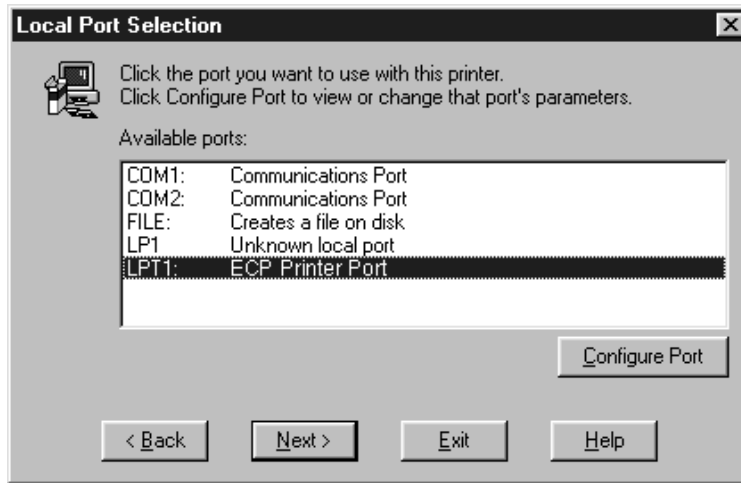 Local Port Selection
Click the port you want to use with this printer.
Click Configure Port to view or change that port's parameters.
Available ports:
COM1: Communications Port
COM2: Communications Port
FILE: Creates a file on disk
LP1 Unknown local port
LPT1: ECP Printer Port
Configure Port
< Back Next > Exit Help